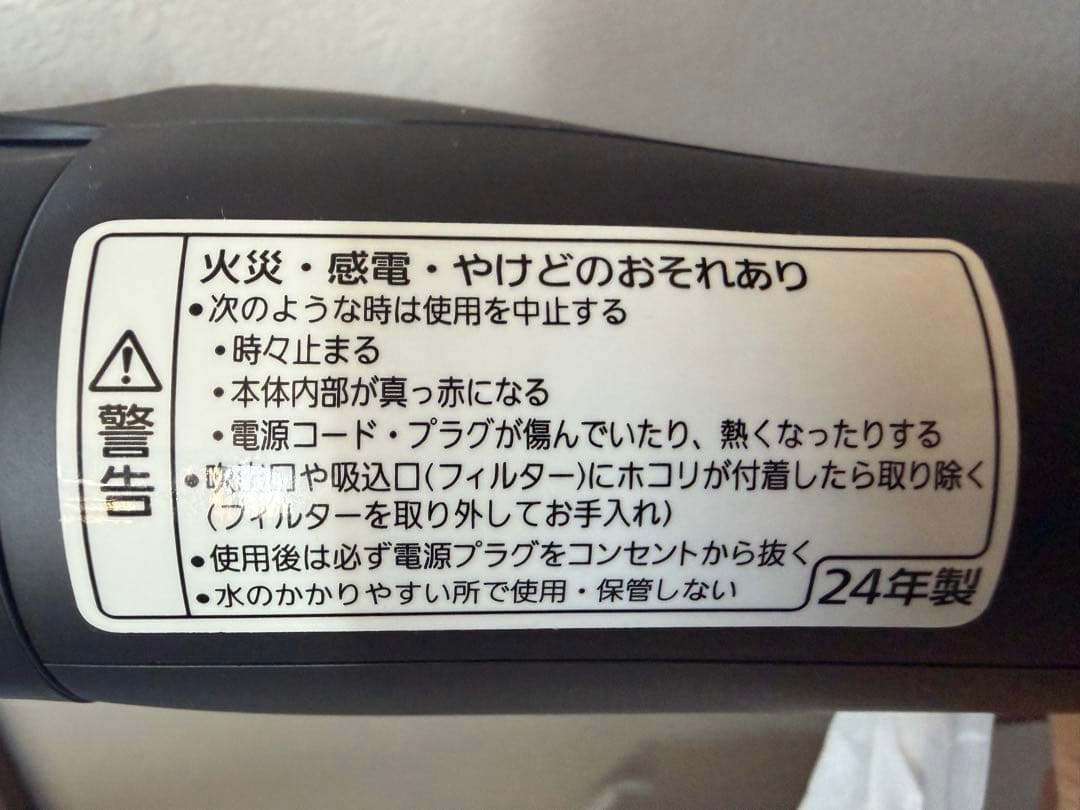 ⚠警告
火災・感電・やけどのおそれあり
●次のような時は使用を中止する
・時々止まる
・本体内部が真っ赤になる
・電源コード・プラグが傷んでいたり、熱くなったりする
●吹出口や吸込口(フィルター)にホコリが付着したら取り除く
(フィルターを取り外してお手入れ)
●使用後は必ず電源プラグをコンセントから抜く
●水のかかりやすい所で使用・保管しない
24年製